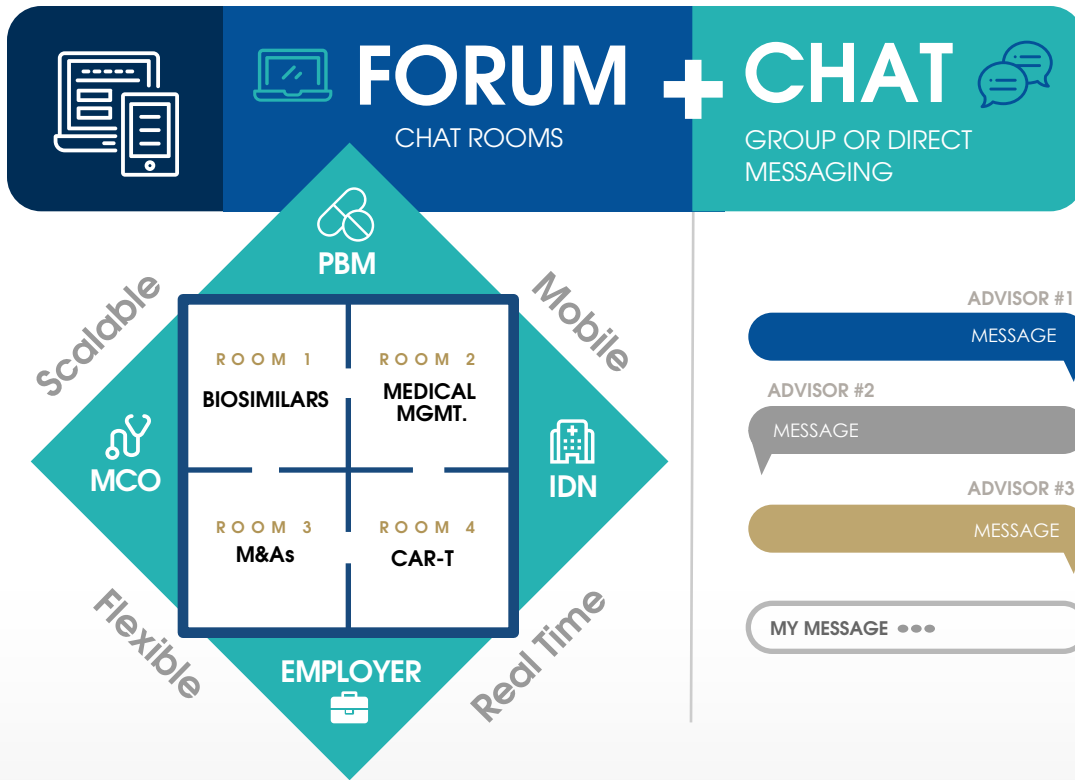 FORUM + CHAT
CHAT ROOMS
GROUP OR DIRECT
MESSAGING
PBM
Scalable
Mobile
ROOM 1
BIOSIMILARS
ROOM 2
MEDICAL
MGMT.
MCO
IDN
ROOM 3
M&As
ROOM 4
CAR-T
Flexible
Real Time
EMPLOYER
ADVISOR #1
MESSAGE
ADVISOR #2
MESSAGE
ADVISOR #3
MESSAGE
MY MESSAGE